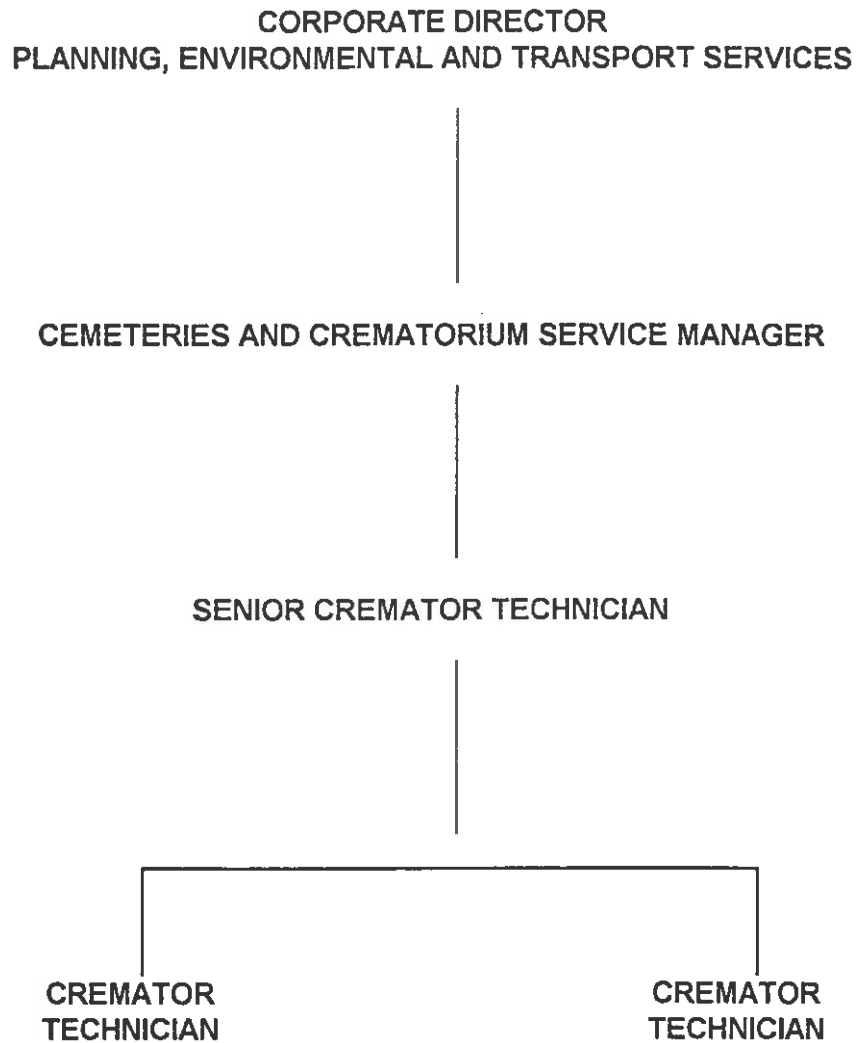 CORPORATE DIRECTOR
PLANNING, ENVIRONMENTAL AND TRANSPORT SERVICES
CEMETERIES AND CREMATORIUM SERVICE MANAGER
SENIOR CREMATOR TECHNICIAN
CREMATOR
TECHNICIAN
CREMATOR
TECHNICIAN